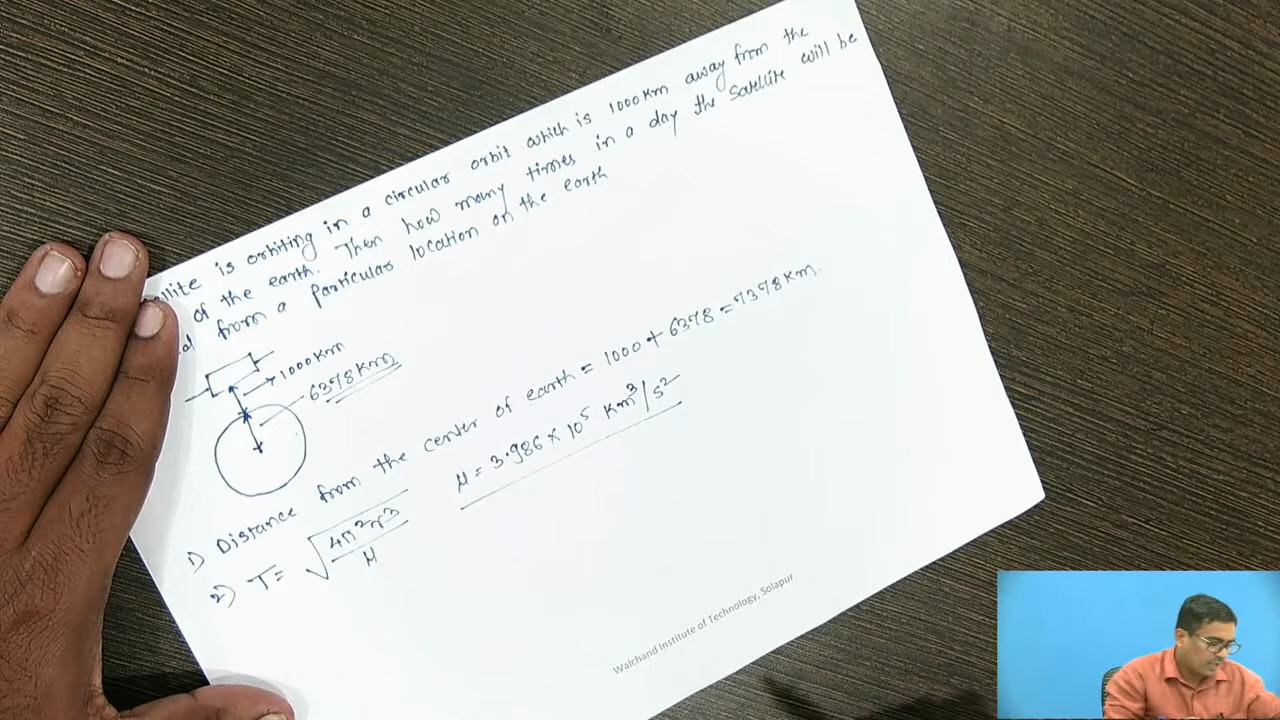 ellite is orbiting in a circular orbit which is 1000 Km away from the
of the earth. Then how many times in a day the satellite will be
d from a particular location on the earth
1000 Km
6378 Km
1) Distance from the center of earth = 1000 + 6378 = 7378 Km.
2) T = √4π²r³/μ
μ = 3.986 × 10⁵ Km³/s²
Walchand Institute of Technology, Solapur